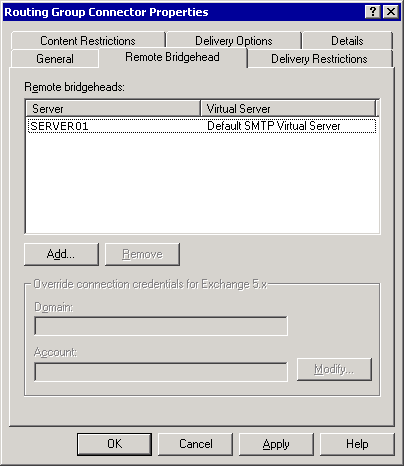 Routing Group Connector Properties
Content Restrictions Delivery Options Details
General Remote Bridgehead Delivery Restrictions
Remote bridgeheads:
Server Virtual Server
SERVER01 Default SMTP Virtual Server
Add... Remove
Override connection credentials for Exchange 5.x
Domain:
Account:
Modify...
OK Cancel Apply Help